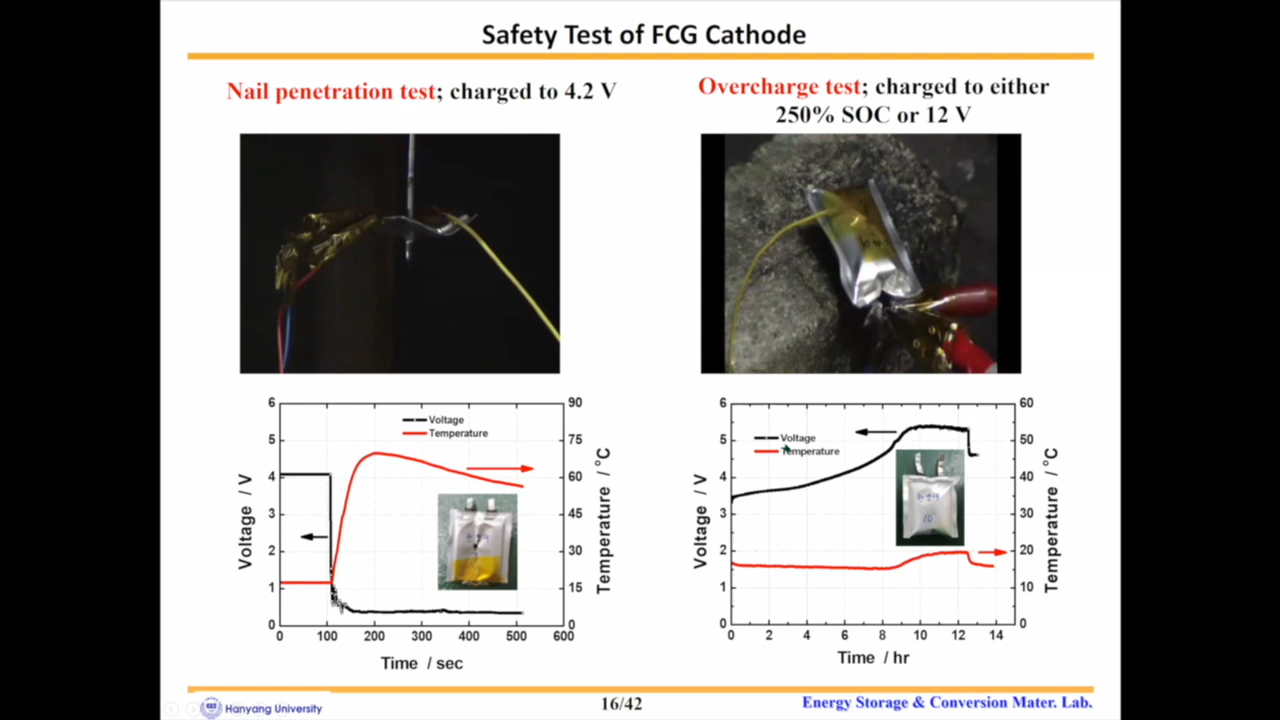 Safety Test of FCG Cathode
Nail penetration test; charged to 4.2 V
Overcharge test; charged to either
250% SOC or 12 V
6
5
4
3
2
1
0
Voltage / V
Voltage
Temperature
90
75
60
45
30
15
0
Temperature / °C
0 100 200 300 400 500 600
Time / sec
6
5
4
3
2
1
0
Voltage / V
Voltage
Temperature
10
60
50
40
30
20
10
0
Temperature / °C
0 2 4 6 8 10 12 14
Time / hr
Hanyang University
16/42
Energy Storage & Conversion Mater. Lab.